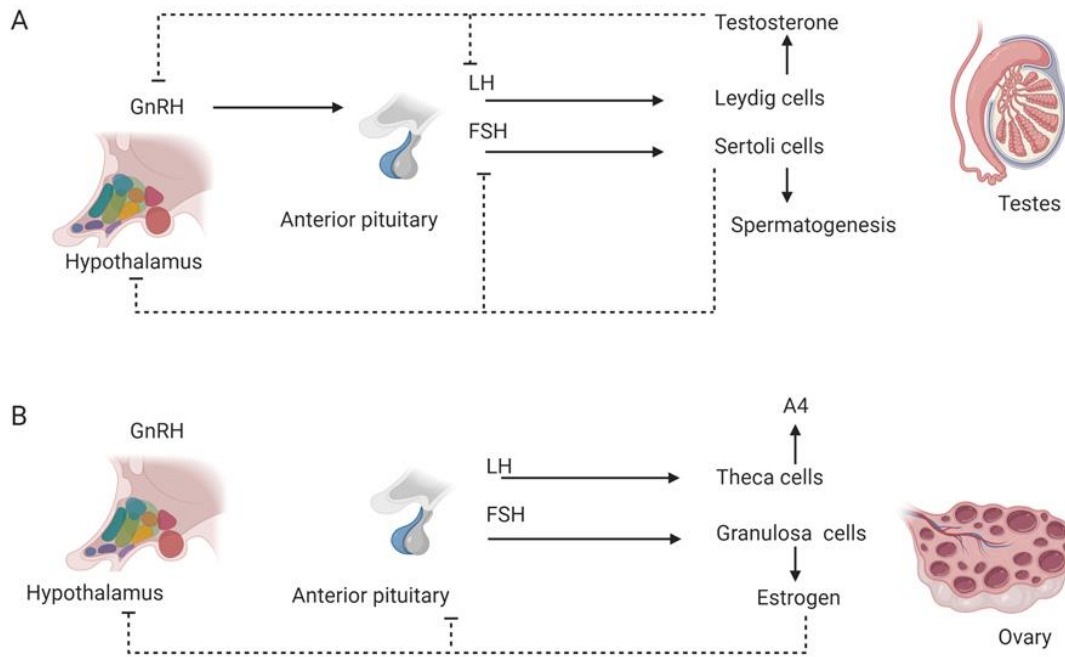 A
Testosterone
LH
GnRH
Leydig cells
FSH
Sertoli cells
Testes
Anterior pituitary
Spermatogenesis
Hypothalamus
B
A4
GnRH
LH
Theca cells
FSH
Granulosa cells
Hypothalamus
Anterior pituitary
Estrogen
Ovary